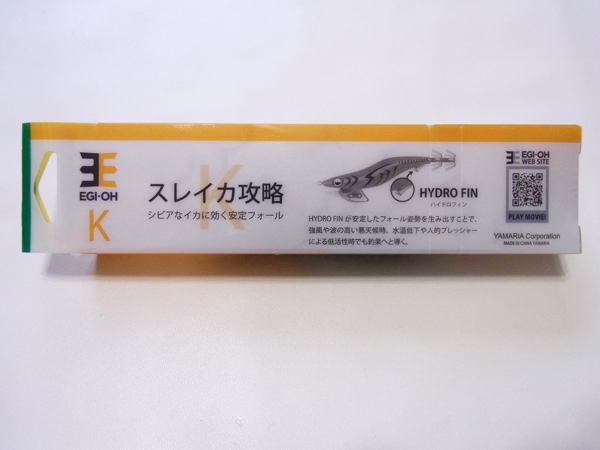 EGI-OH
K
K
スレイカ攻略
シビアなイカに効く安定フォール
HYDRO FIN
ハイドロフィン
HYDRO FINが安定したフォール姿勢を生み出すことで、
強風や波の高い悪天候時、水温低下や人的プレッシャー
による低活性時でも釣果へと導く。
EGI-OH
WEB SITE
PLAY MOVIE!
YAMARIA Corporation
MADE IN CHINA YAMARIA